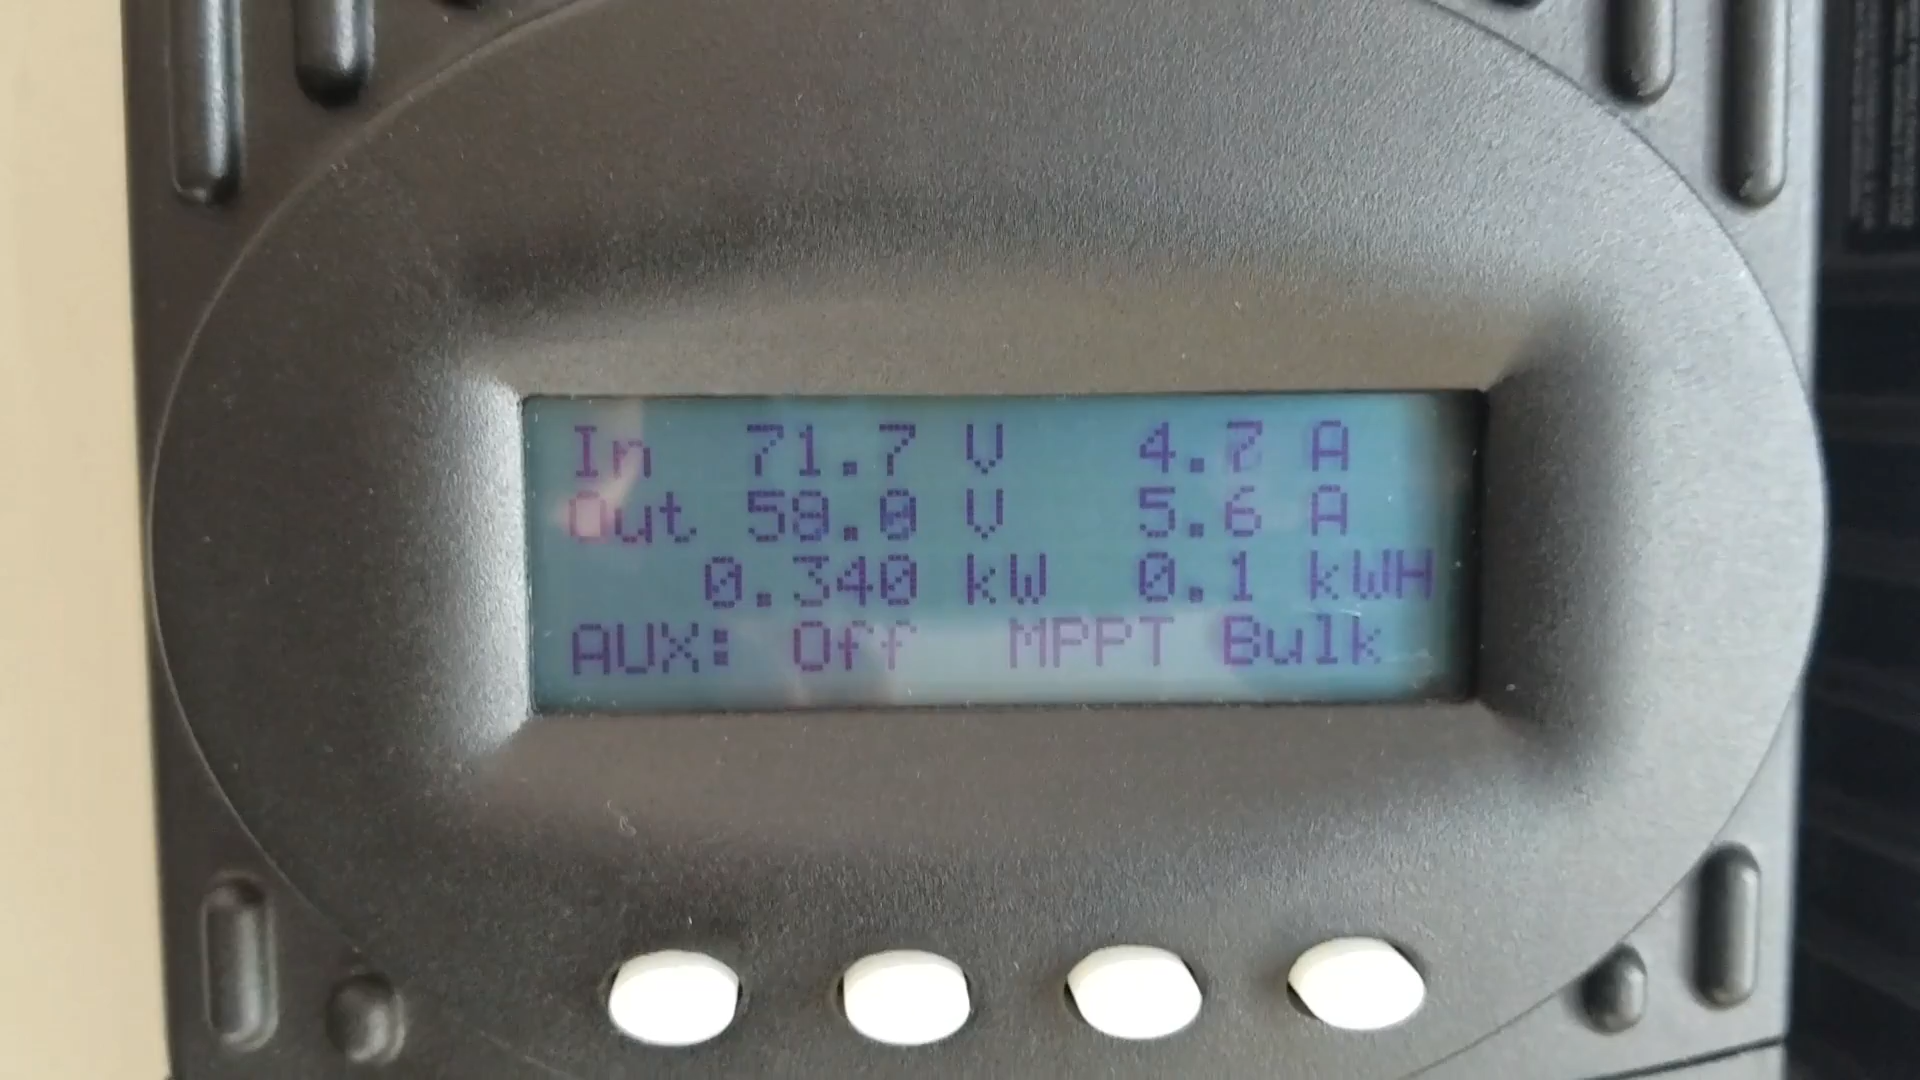 In 71.7 V 4.7 A
Out 58.0 V 5.6 A
0.340 kW 0.1 kWH
AUX: Off MPPT Bulk